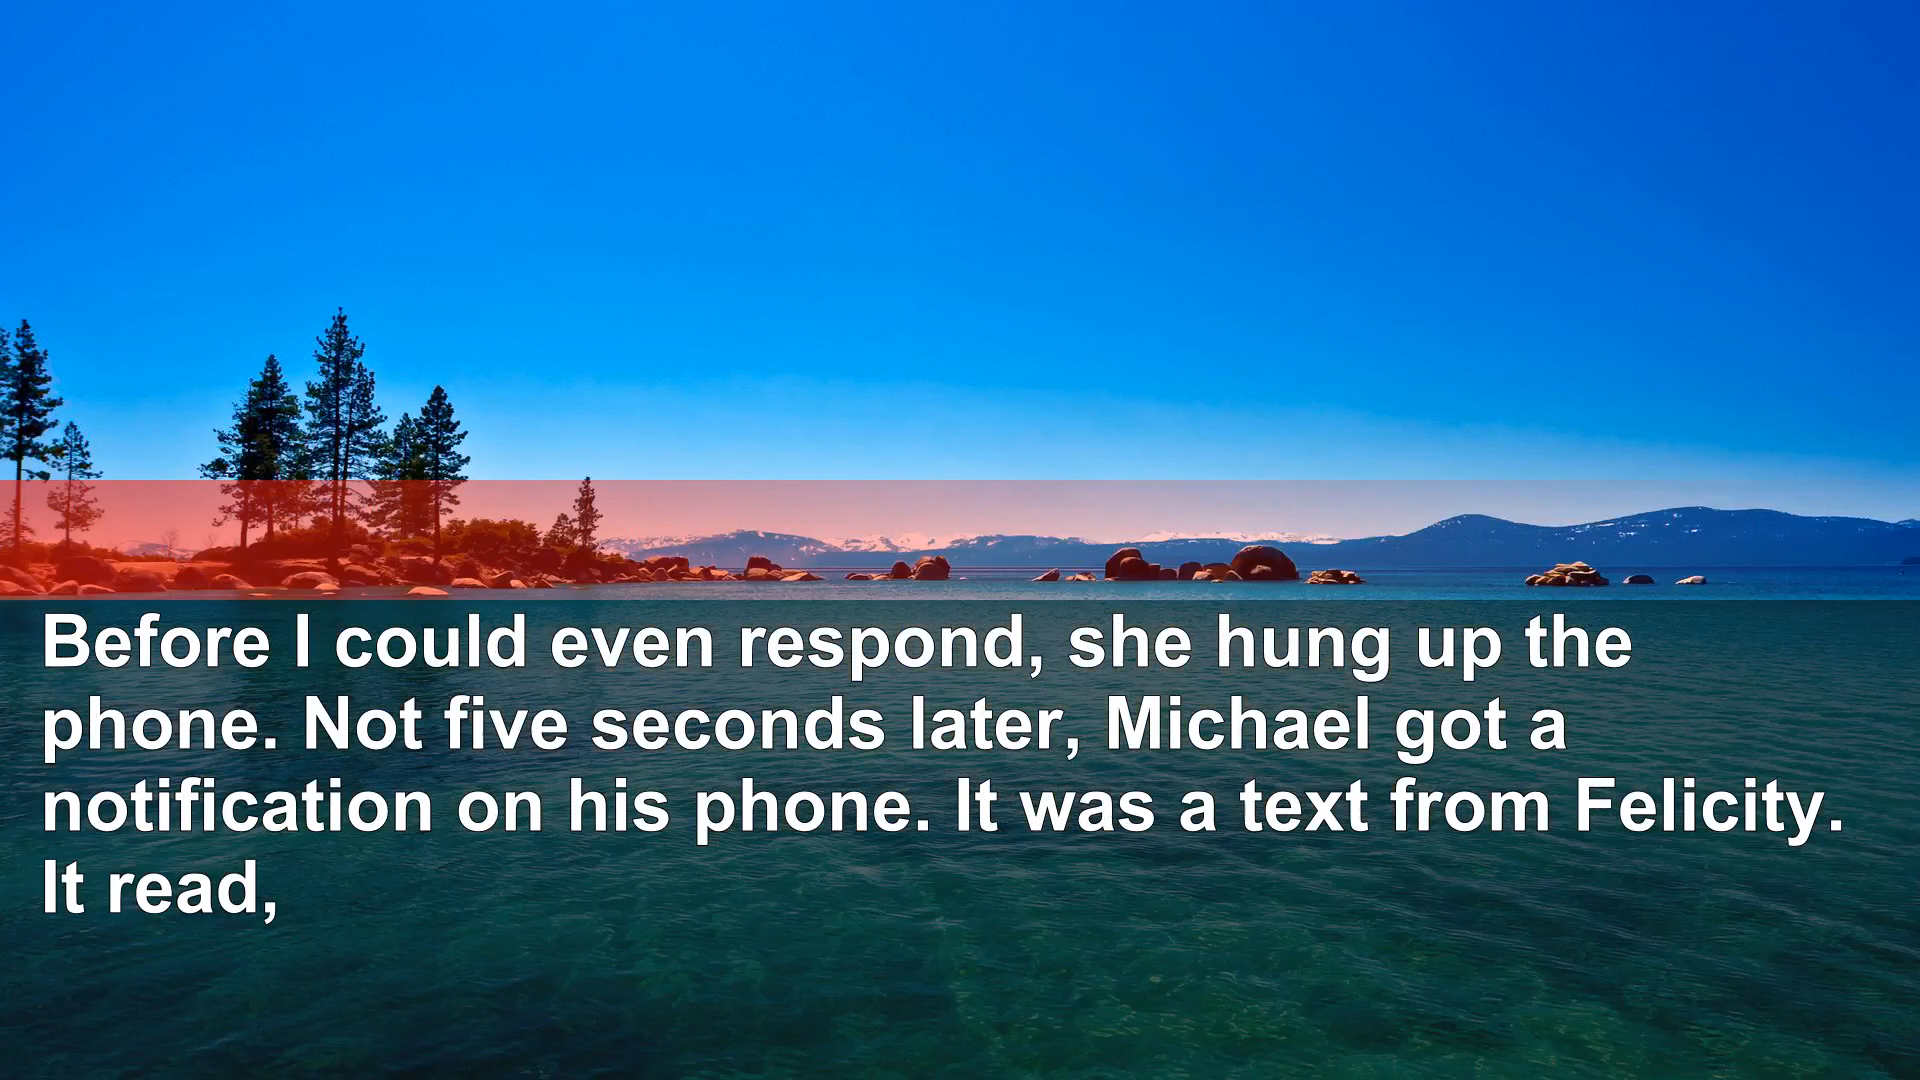 Before I could even respond, she hung up the
phone. Not five seconds later, Michael got a
notification on his phone. It was a text from Felicity.
It read,